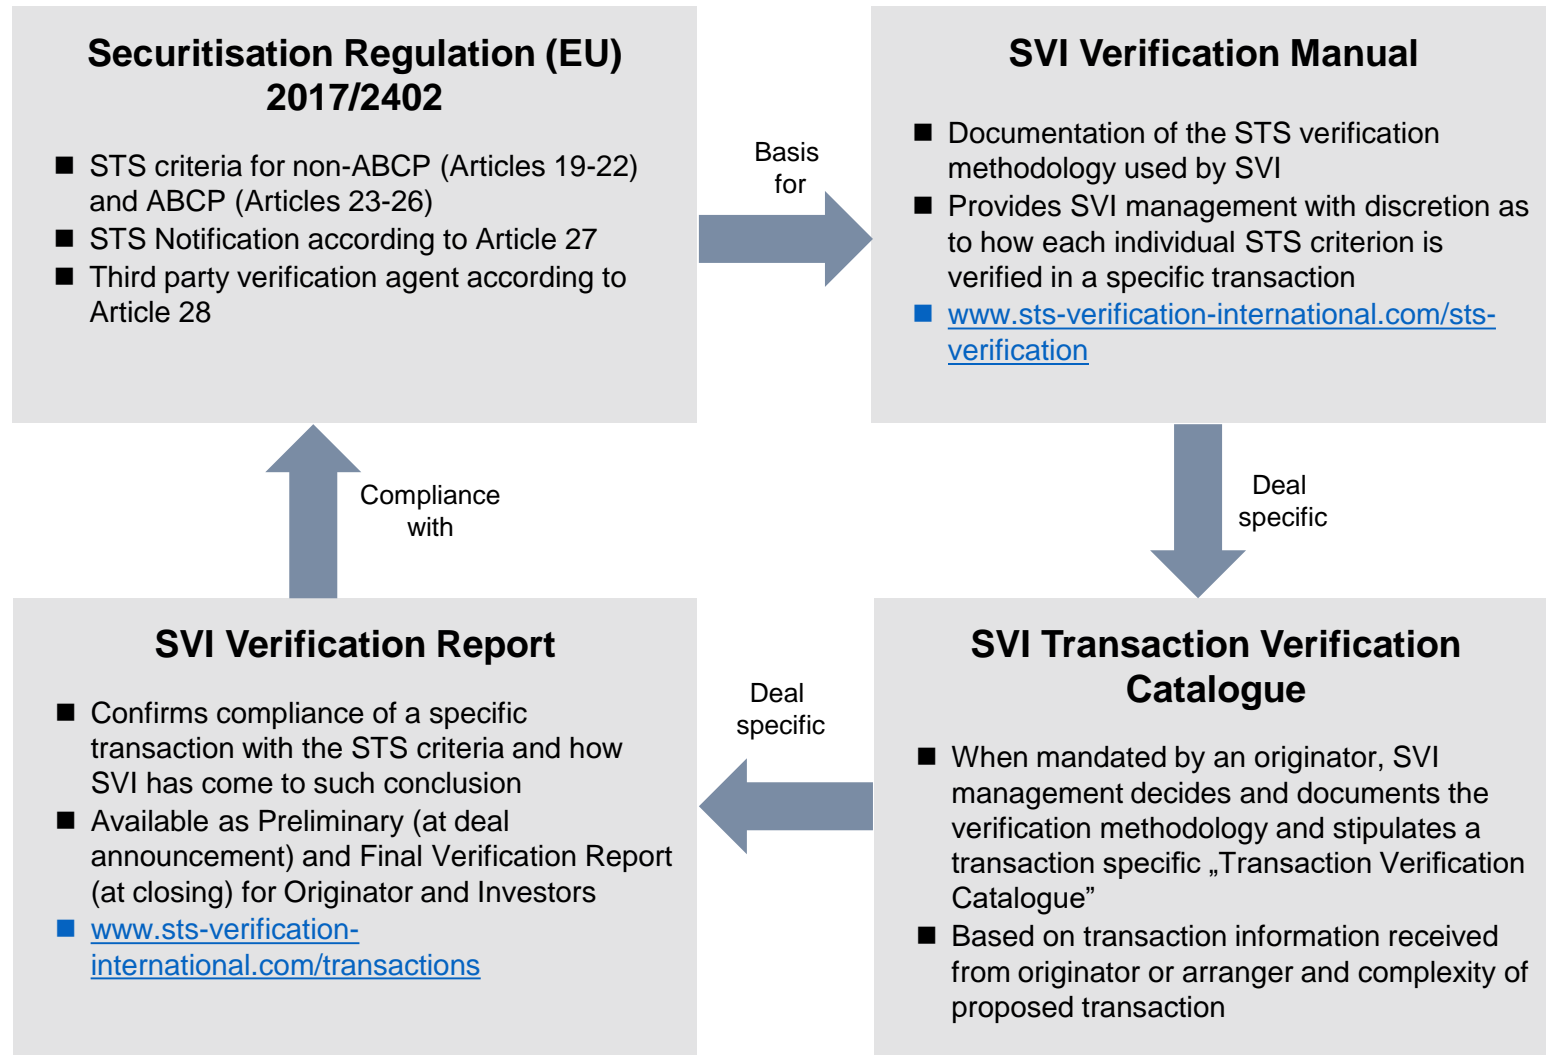 Securitisation Regulation (EU)
2017/2402
■ STS criteria for non-ABCP (Articles 19-22)
and ABCP (Articles 23-26)
■ STS Notification according to Article 27
■ Third party verification agent according to
Article 28
Basis
for
SVI Verification Manual
■ Documentation of the STS verification
methodology used by SVI
■ Provides SVI management with discretion as
to how each individual STS criterion is
verified in a specific transaction
■ www.sts-verification-international.com/sts-
verification
Compliance
with
Deal
specific
SVI Verification Report
■ Confirms compliance of a specific
transaction with the STS criteria and how
SVI has come to such conclusion
■ Available as Preliminary (at deal
announcement) and Final Verification Report
(at closing) for Originator and Investors
■ www.sts-verification-
international.com/transactions
Deal
specific
SVI Transaction Verification
Catalogue
■ When mandated by an originator, SVI
management decides and documents the
verification methodology and stipulates a
transaction specific „Transaction Verification
Catalogue”
■ Based on transaction information received
from originator or arranger and complexity of
proposed transaction